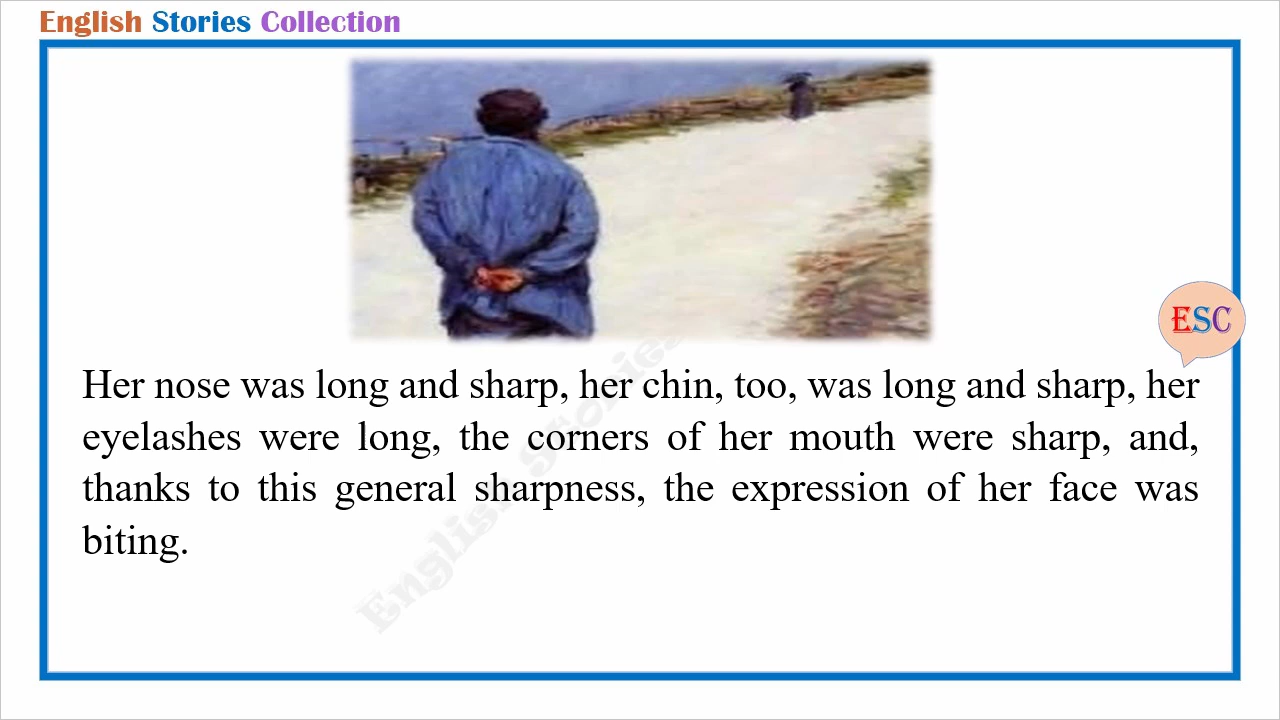 English Stories Collection
ESC
Her nose was long and sharp, her chin, too, was long and sharp, her
eyelashes were long, the corners of her mouth were sharp, and,
thanks to this general sharpness, the expression of her face was
biting.
English Stories